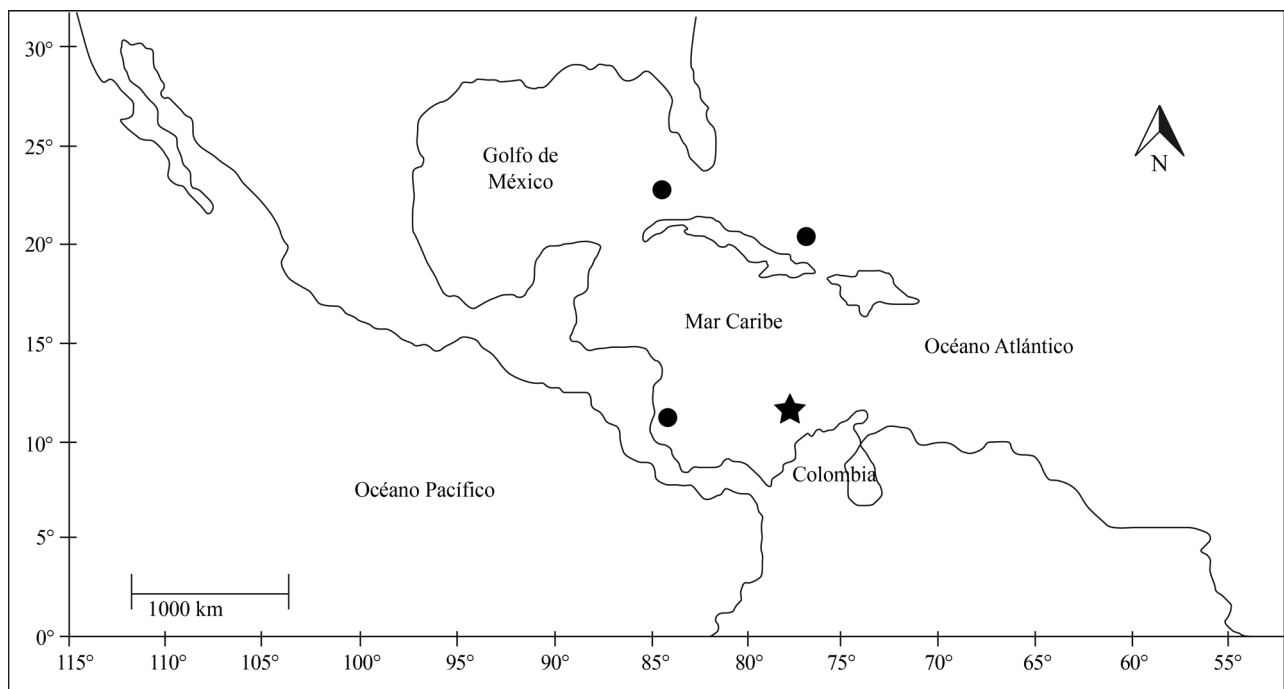 30°
25°
20°
15°
10°
5°
0°
Golfo de
México
N
Mar Caribe
Océano Atlántico
Colombia
Océano Pacífico
1000 km
115°
110°
105°
100°
95°
90°
85°
80°
75°
70°
65°
60°
55°